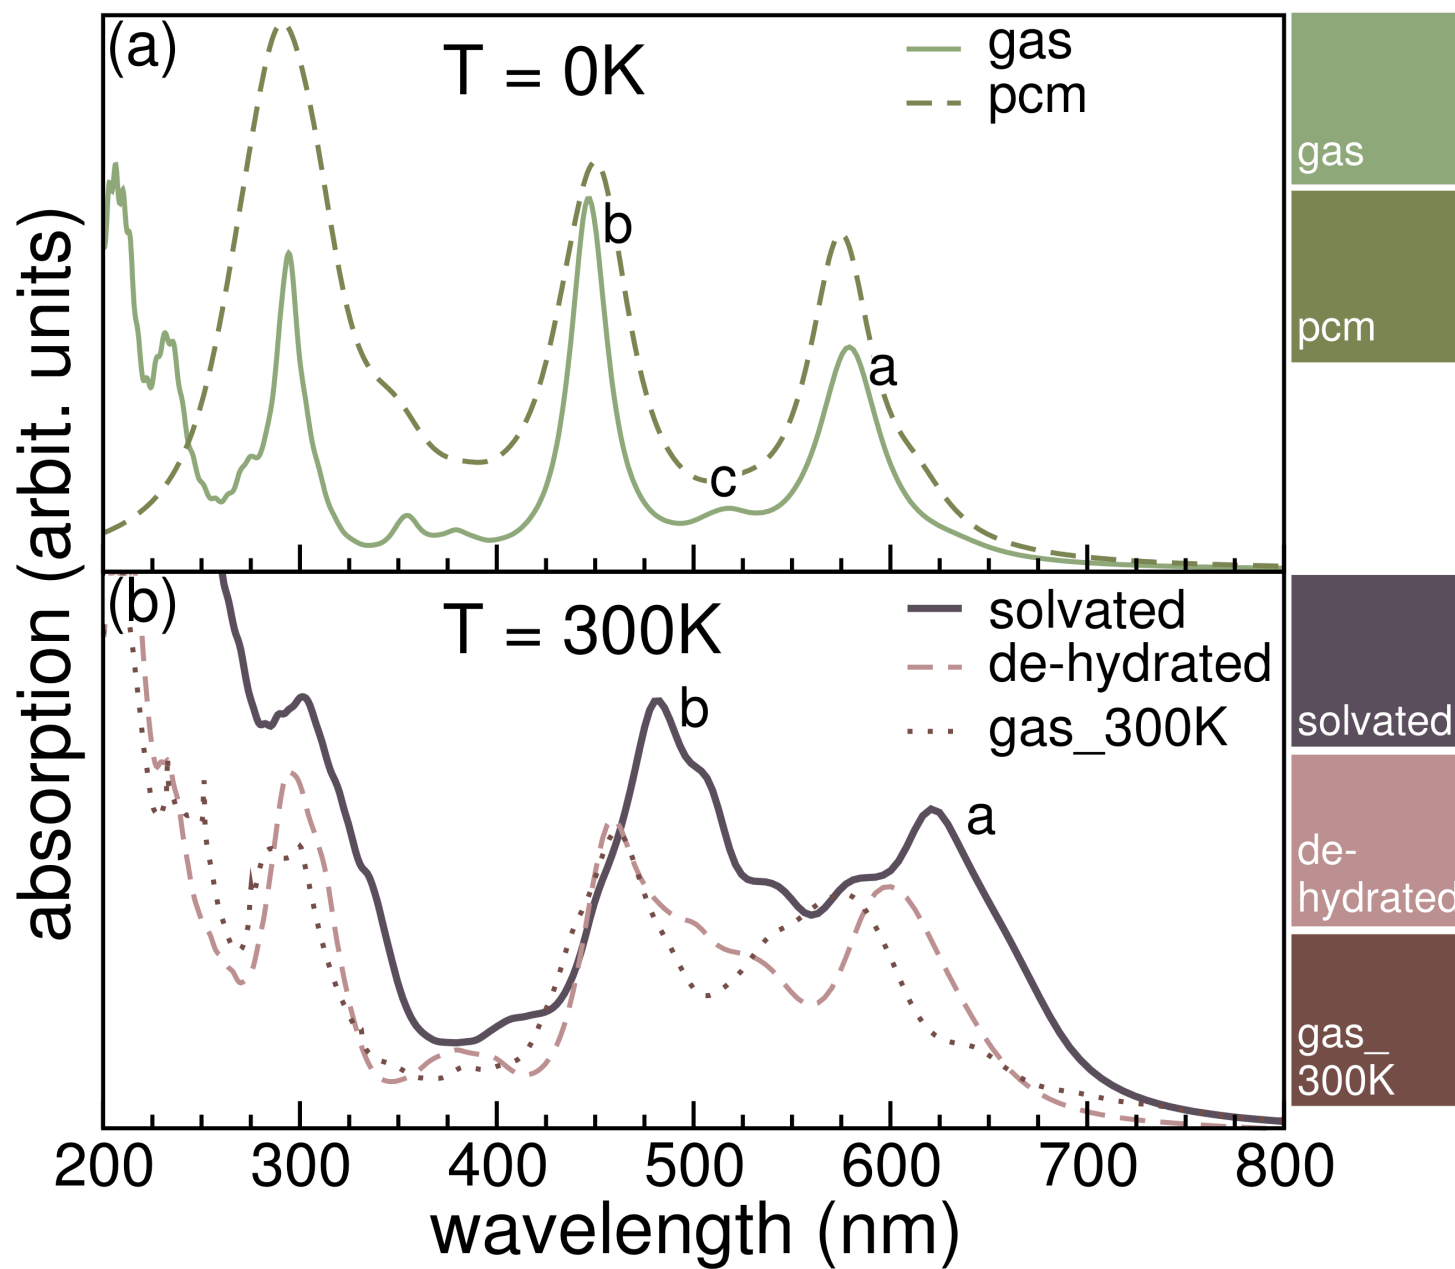 (a)
T = 0K
gas
pcm
b
a
c
gas
pcm
absorption (arbit. units)
(b)
T = 300K
solvated
de-hydrated
gas_300K
b
a
solvated
de-
hydrated
gas_
300K
200 300 400 500 600 700 800
wavelength (nm)